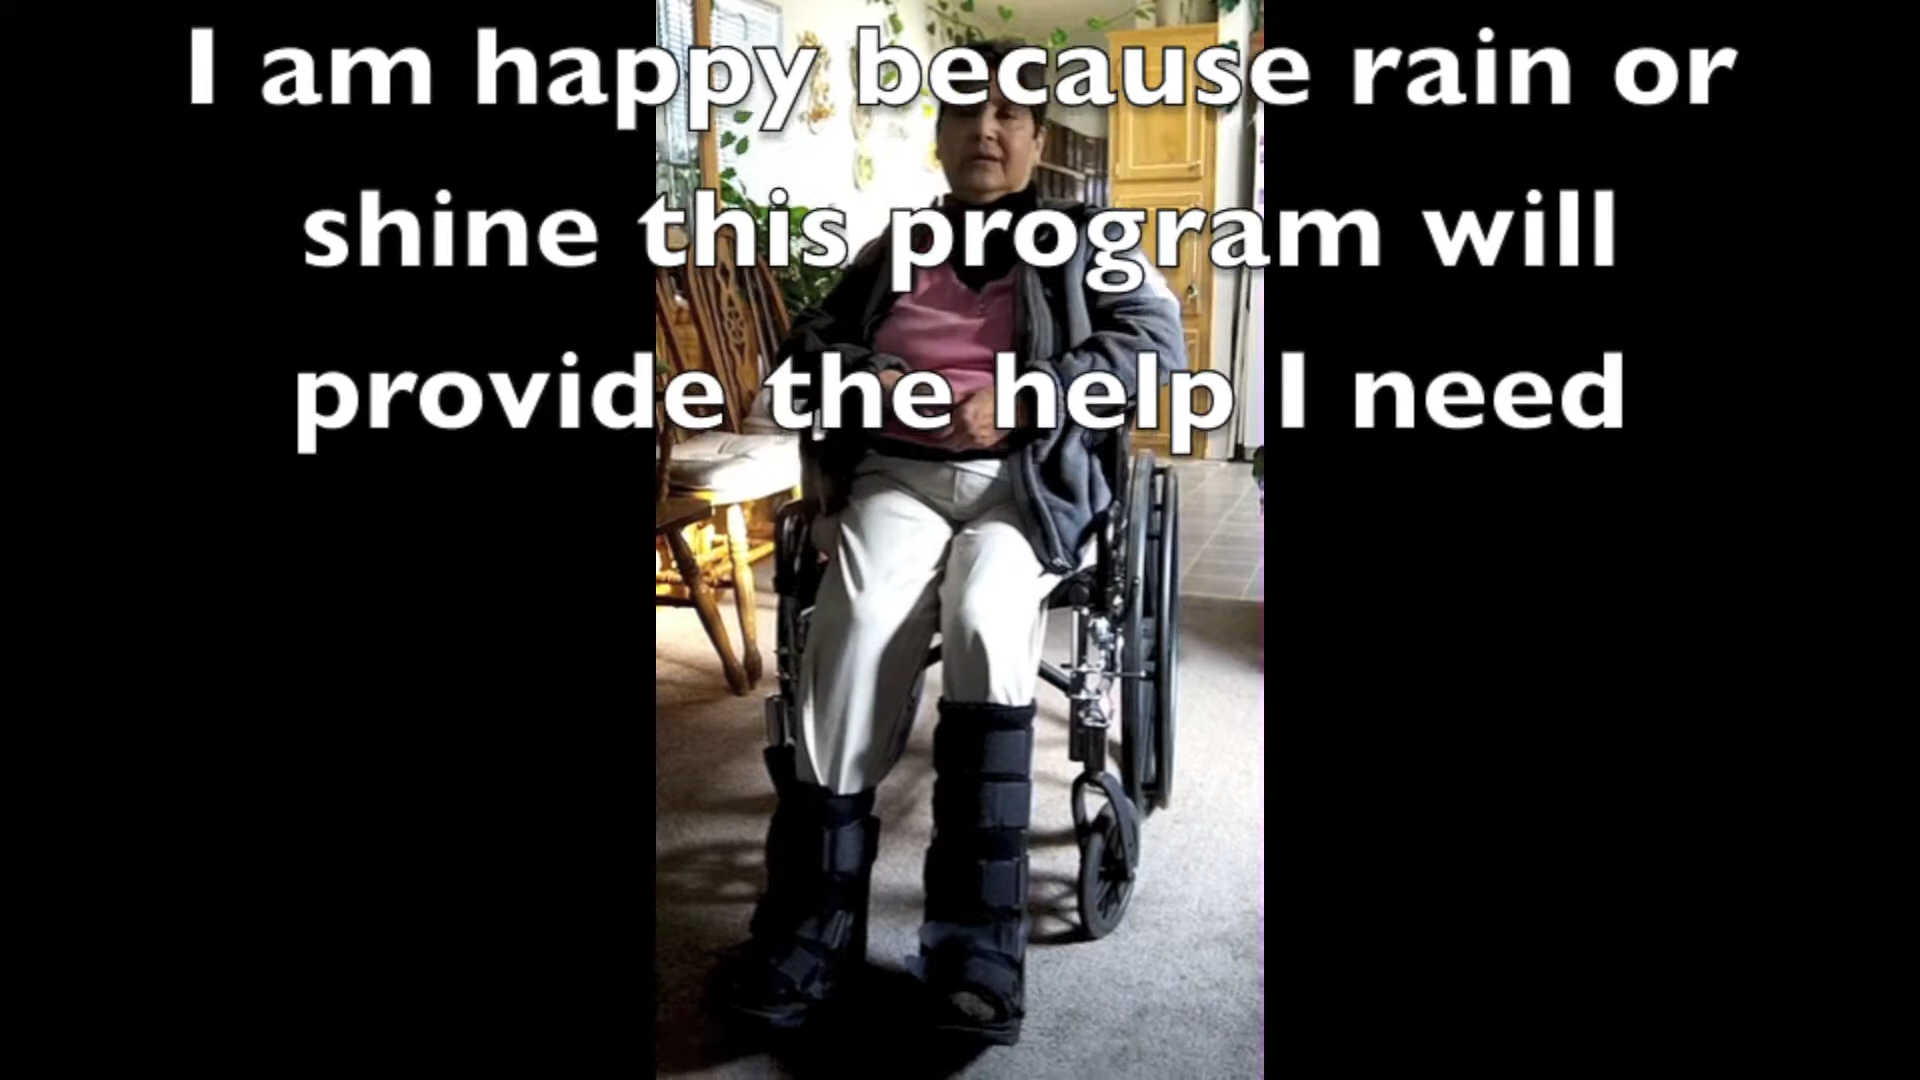 I am happy because rain or
shine this program will
provide the help I need